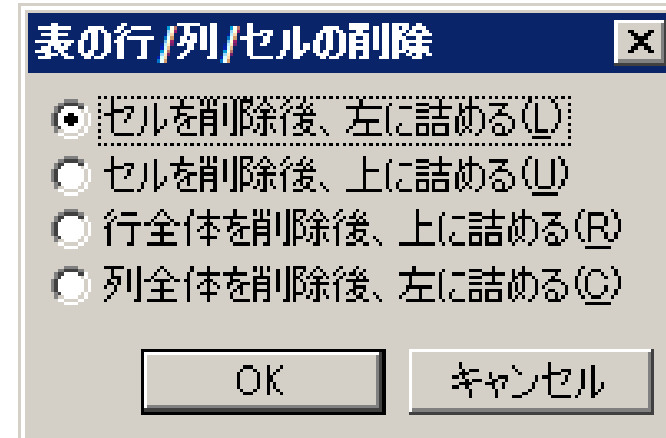 表の行/列/セルの削除
セルを削除後、左に詰める(L)
セルを削除後、上に詰める(U)
行全体を削除後、上に詰める(R)
列全体を削除後、左に詰める(C)
OK キャンセル